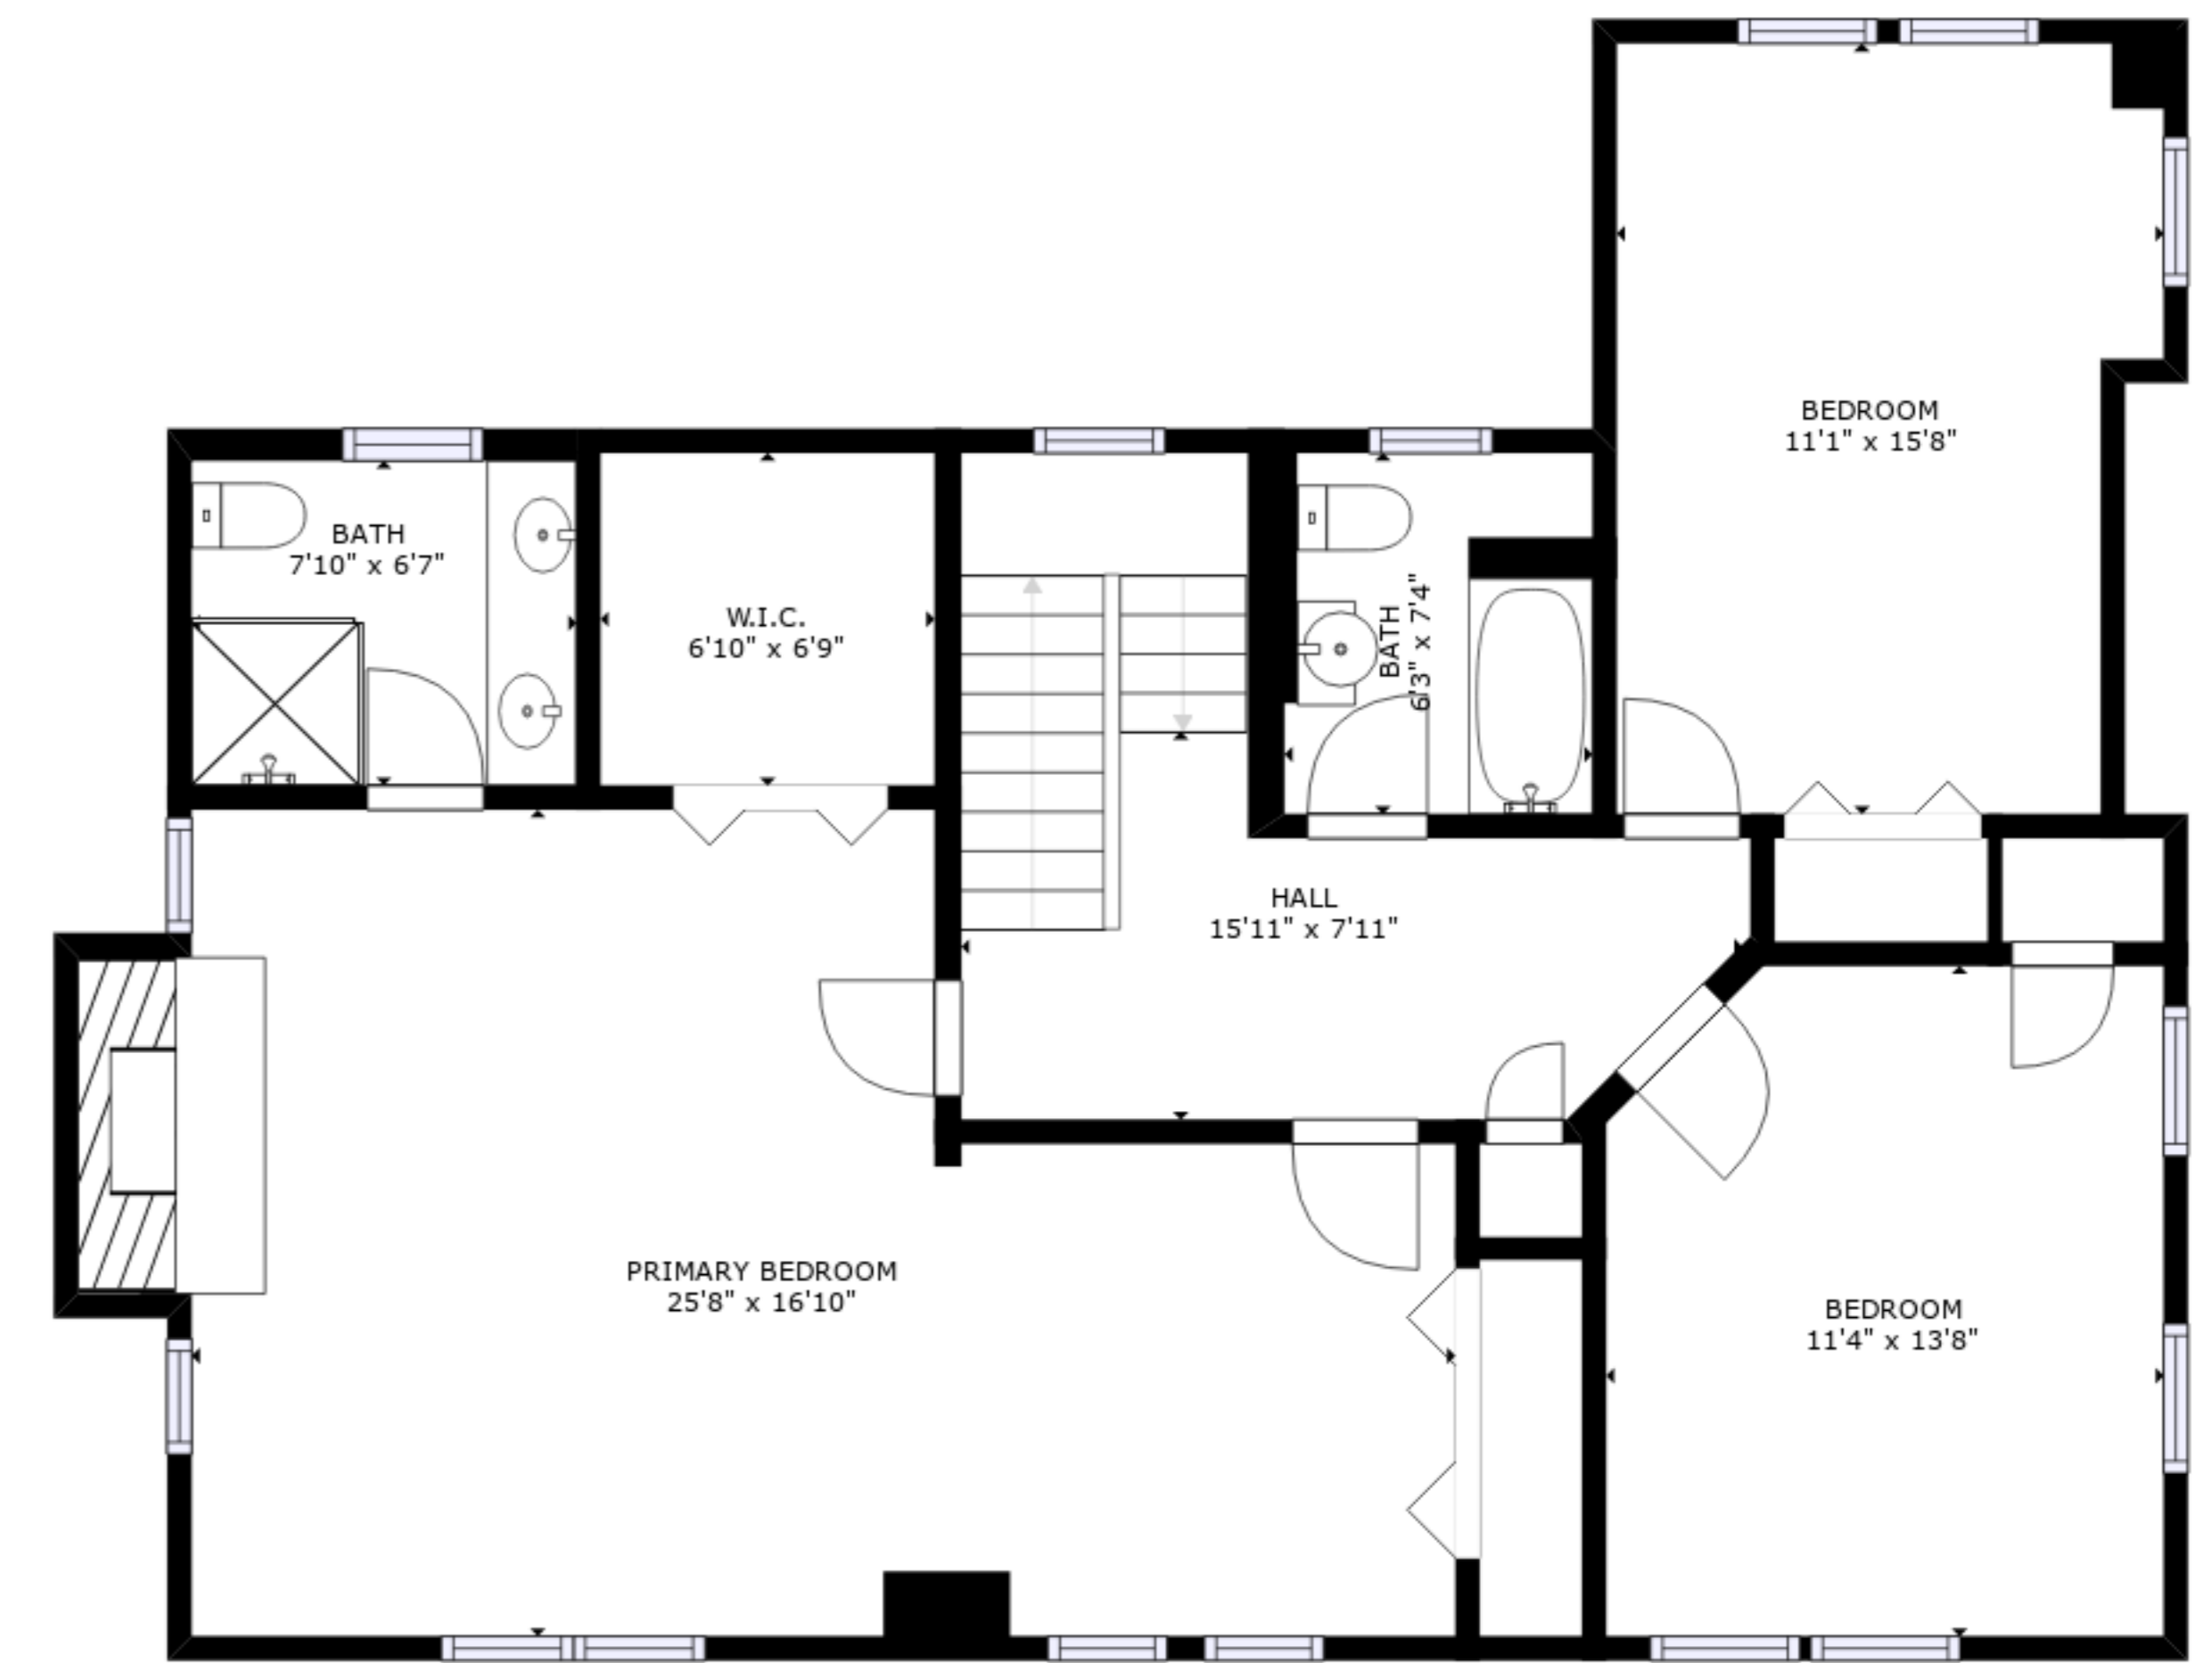 BEDROOM
11'1" x 15'8"
BATH
7'10" x 6'7"
W.I.C.
6'10" x 6'9"
BATH
6'3" x 7'4"
HALL
15'11" x 7'11"
PRIMARY BEDROOM
25'8" x 16'10"
BEDROOM
11'4" x 13'8"